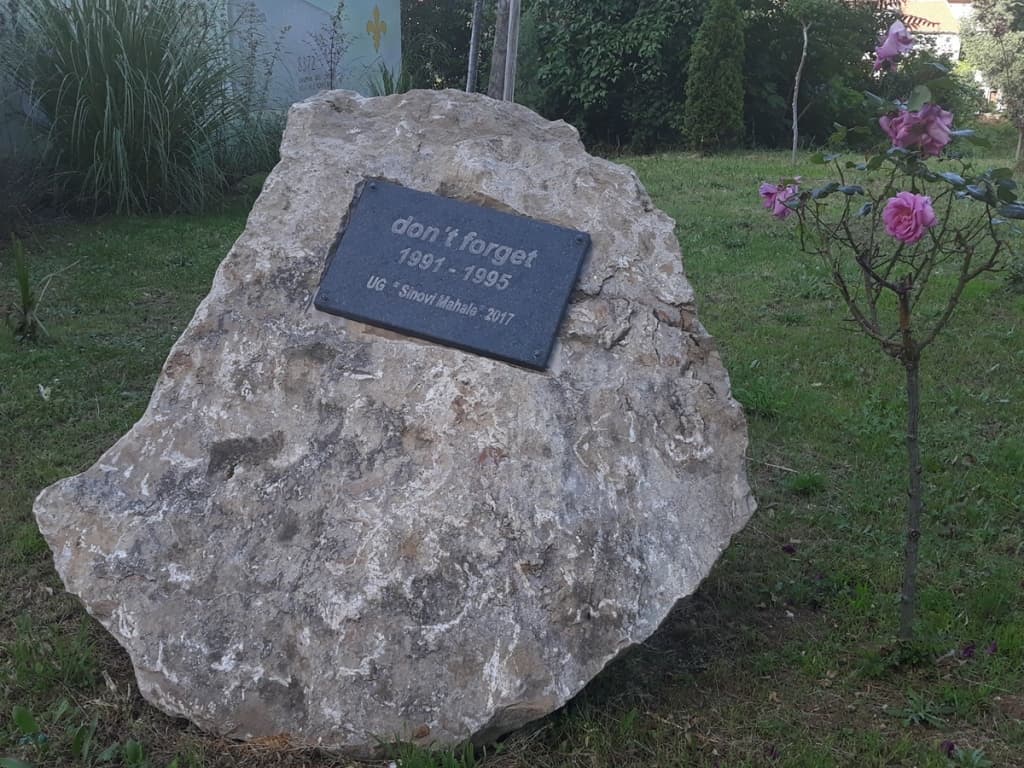 don't forget
1991 - 1995
UG "Sinovi Mahale" 2017